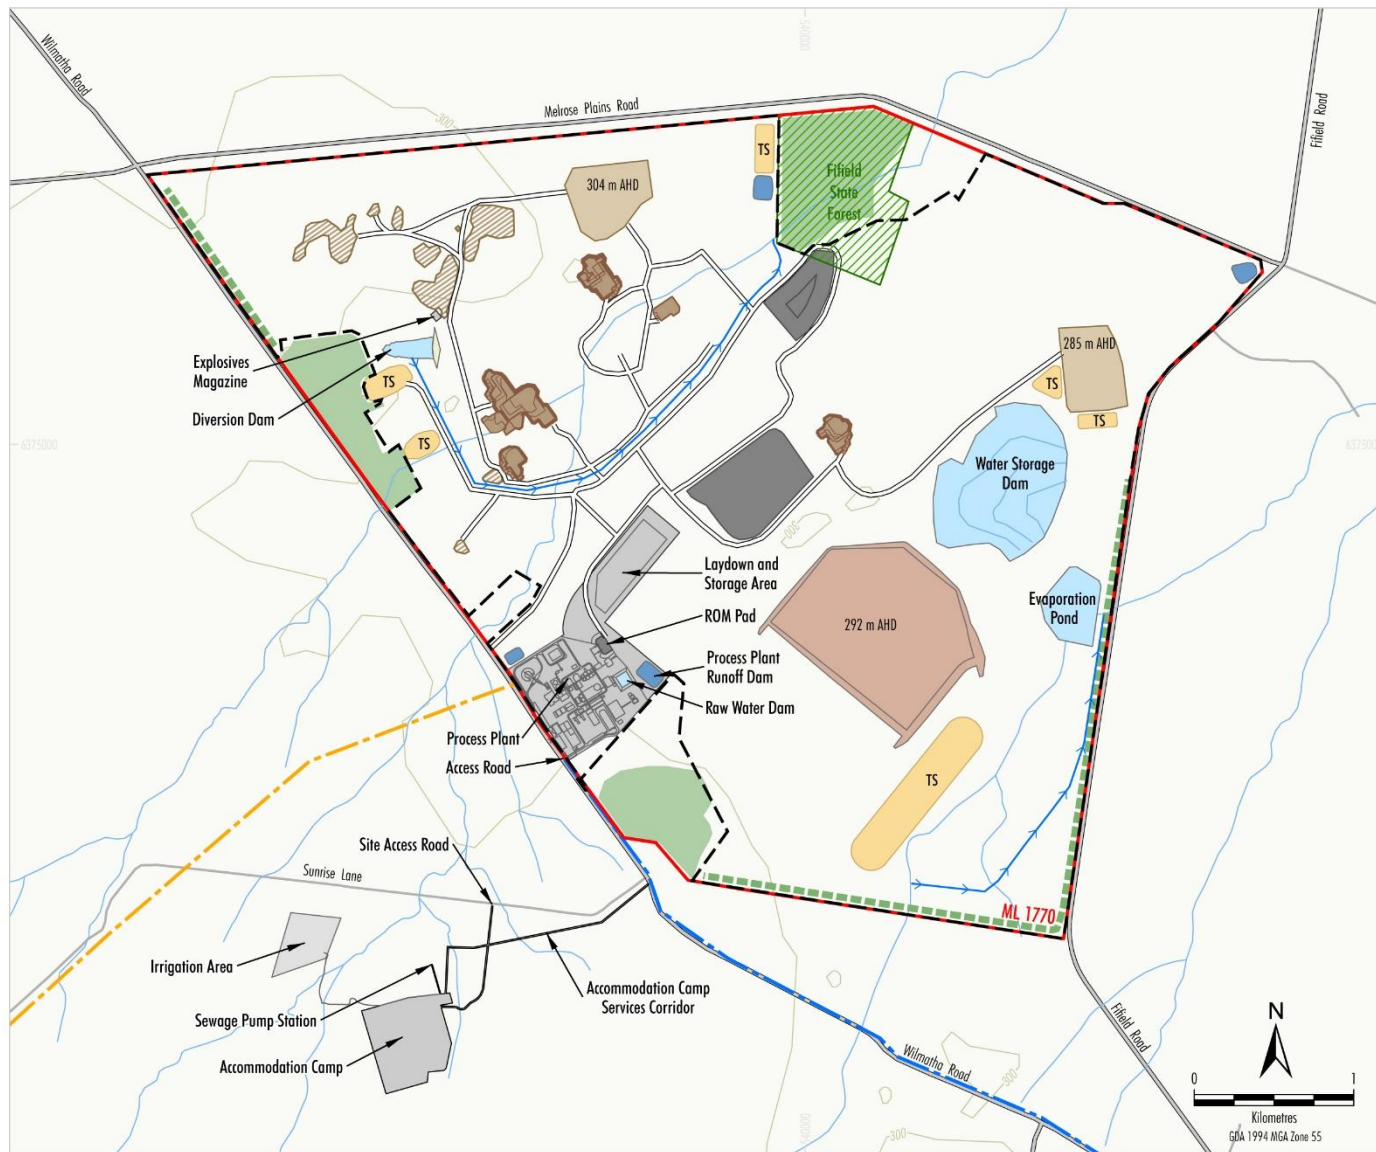 540000
Wilmatha Road
Melrose Plains Road
Fifield Road
300
TS
304 m AHD
Fifield
State
Forest
Explosives
Magazine
Diversion Dam
TS
TS
285 m AHD
TS
TS
6375000
Water Storage
Dam
300
Laydown and
Storage Area
ROM Pad
Process Plant
Runoff Dam
Raw Water Dam
292 m AHD
Evaporation
Pond
Process Plant
Access Road
TS
Site Access Road
Sunrise Lane
ML 1770
Irrigation Area
Accommodation Camp
Services Corridor
Sewage Pump Station
Accommodation Camp
Fifield Road
Wilmatha Road
300
300
540000
N
0 1
Kilometres
GDA 1994 MGA Zone 55